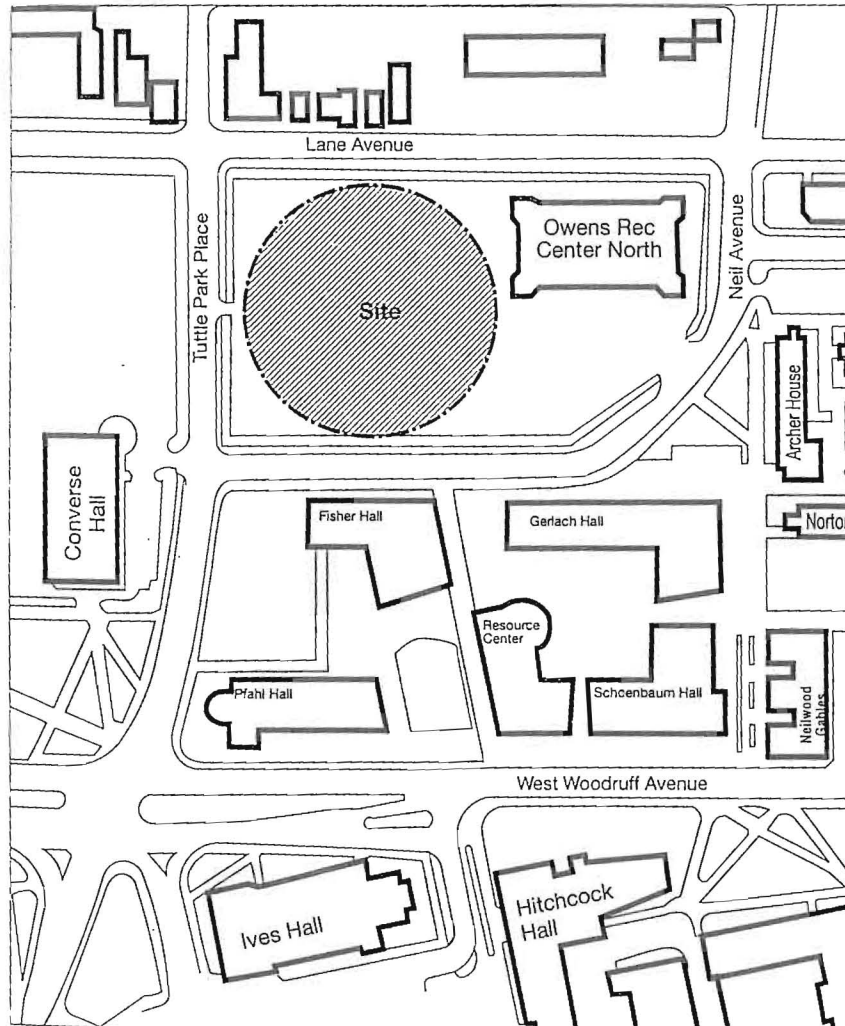 Lane Avenue
Tuttle Park Place
Owens Rec
Center North
Neil Avenue
Site
Archer House
Converse
Hall
Fisher Hall
Gerlach Hall
Resource
Center
Pfahl Hall
Schoenbaum Hall
Neilwood
Gables
West Woodruff Avenue
Ives Hall
Hitchcock
Hall